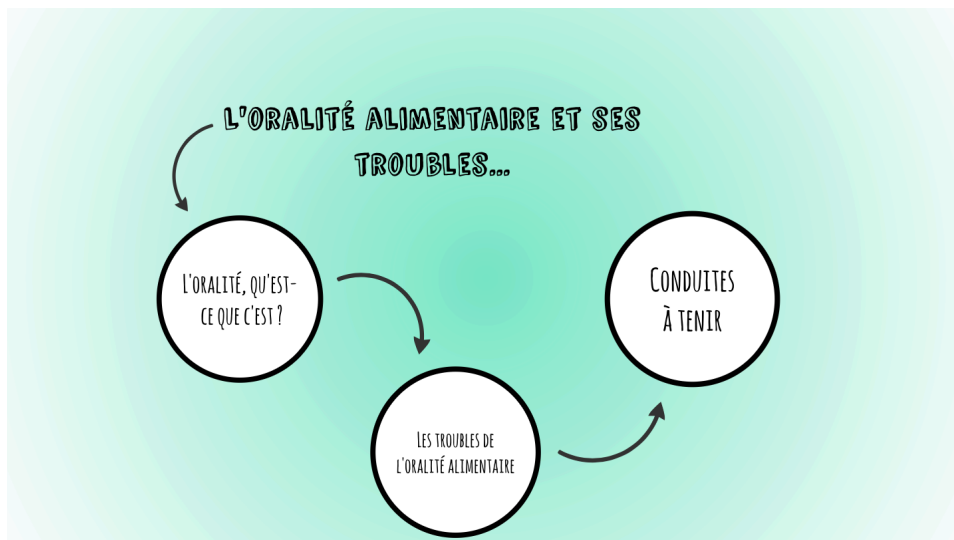 L'ORALITÉ ALIMENTAIRE ET SES
TROUBLES...
L'ORALITÉ, QU'EST-
CE QUE C'EST ?
LES TROUBLES DE
L'ORALITÉ ALIMENTAIRE
CONDUITES
À TENIR